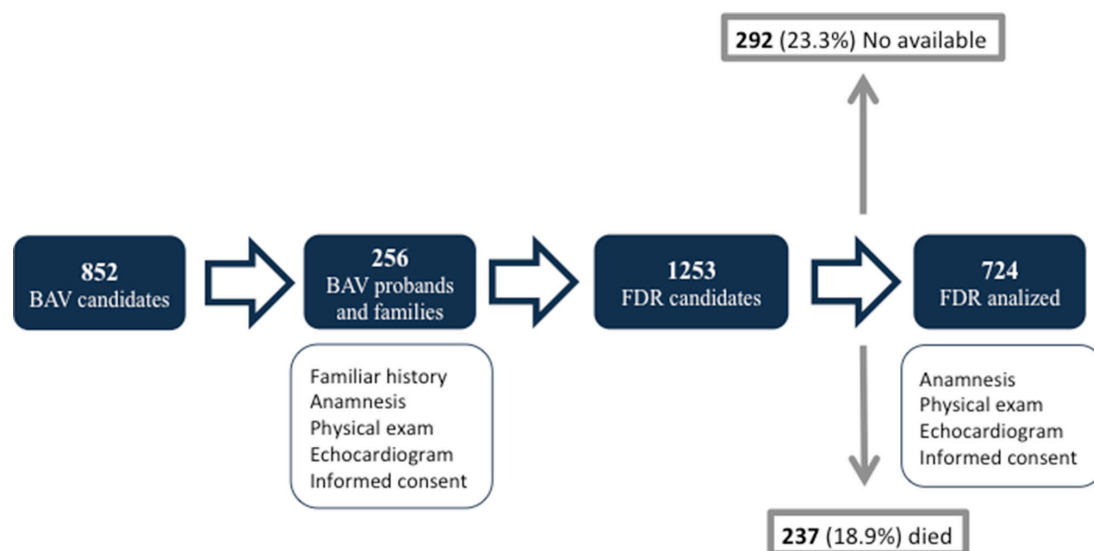 292 (23.3%) No available
852
BAV candidates
256
BAV probands
and families
1253
FDR candidates
724
FDR analized
Familiar history
Anamnesis
Physical exam
Echocardiogram
Informed consent
Anamnesis
Physical exam
Echocardiogram
Informed consent
237 (18.9%) died